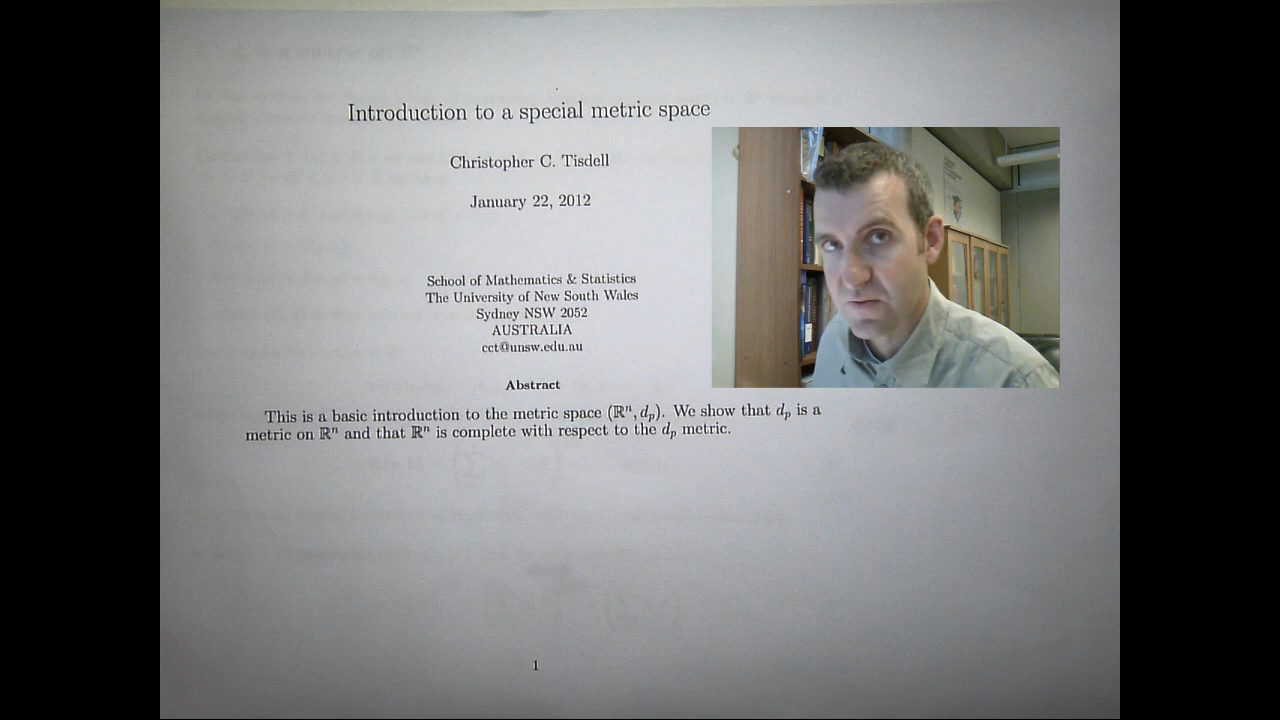 Introduction to a special metric space
Christopher C. Tisdell
January 22, 2012
School of Mathematics & Statistics
The University of New South Wales
Sydney NSW 2052
AUSTRALIA
cct@unsw.edu.au
Abstract
This is a basic introduction to the metric space (ℝⁿ, dₚ). We show that dₚ is a
metric on ℝⁿ and that ℝⁿ is complete with respect to the dₚ metric.
1